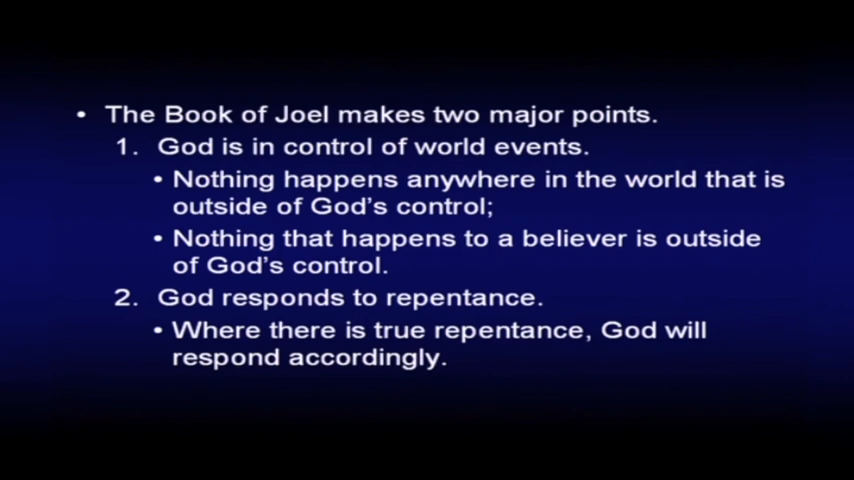 • The Book of Joel makes two major points.
1. God is in control of world events.
• Nothing happens anywhere in the world that is
outside of God's control;
• Nothing that happens to a believer is outside
of God's control.
2. God responds to repentance.
• Where there is true repentance, God will
respond accordingly.